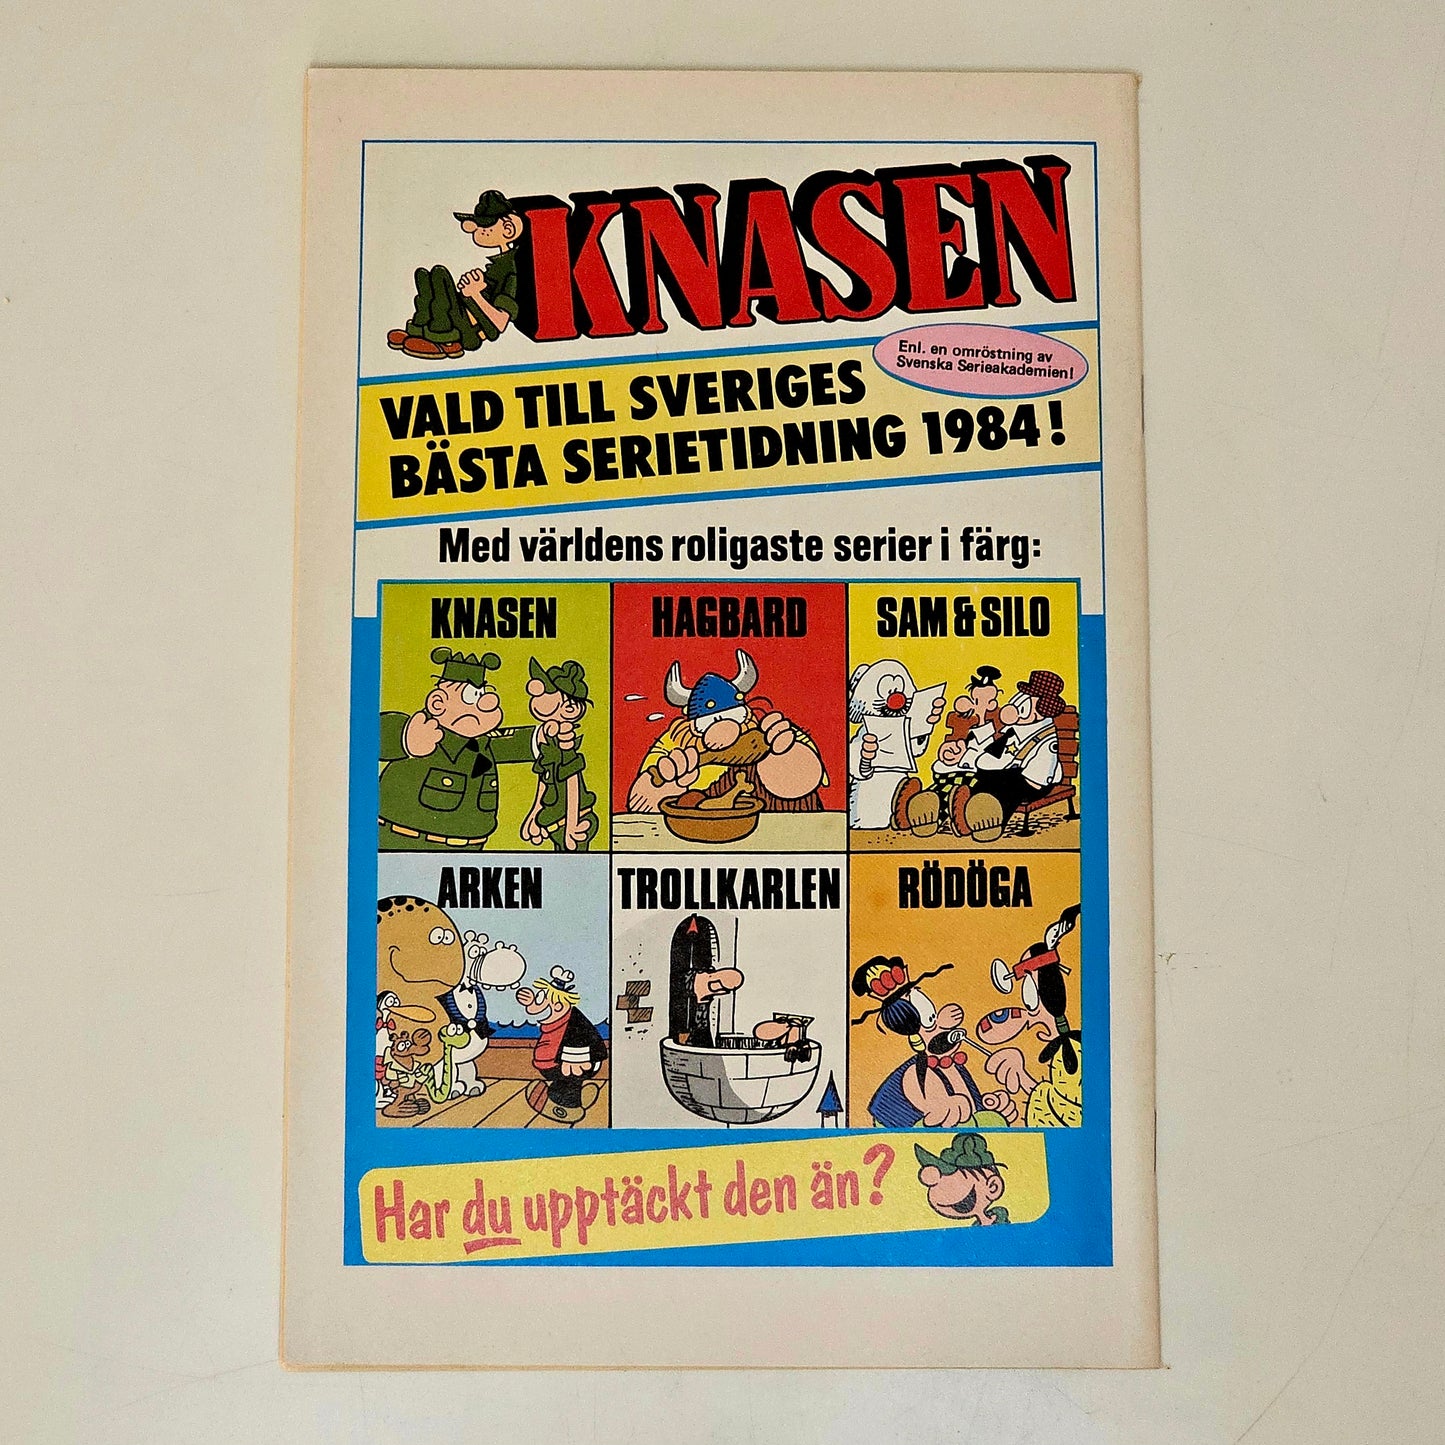 KNASEN
Enl. en omröstning av
Svenska Serieakademien!
VALD TILL SVERIGES
BÄSTA SERIETIDNING 1984!
Med världens roligaste serier i färg:
KNASEN
HAGBARD
SAM & SILO
ARKEN
TROLLKARLEN
RÖDÖGA
Har du upptäckt den än?